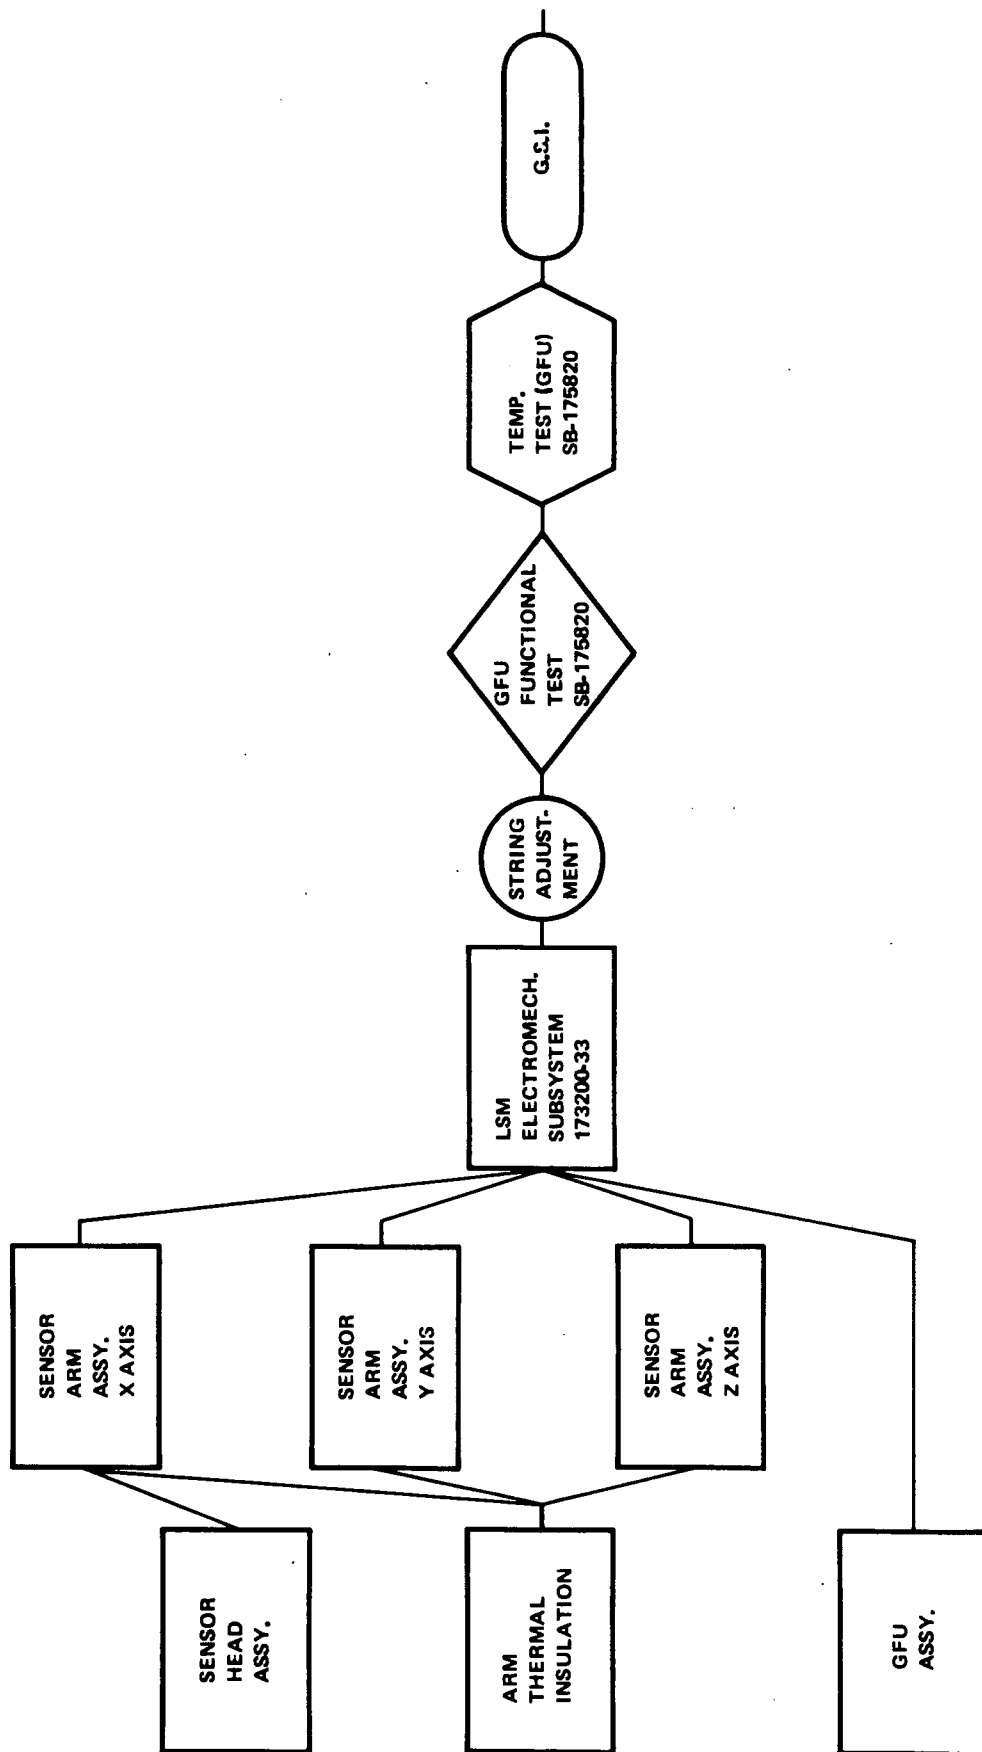 SENSOR
HEAD
ASSY.
ARM
THERMAL
INSULATION
GFU
ASSY.
SENSOR
ARM
ASSY.
X AXIS
SENSOR
ARM
ASSY.
Y AXIS
SENSOR
ARM
ASSY.
Z AXIS
LSM
ELECTROMECH.
SUBSYSTEM
173200-33
STRING
ADJUST-
MENT
GFU
FUNCTIONAL
TEST
SB-175820
TEMP.
TEST (GFU)
SB-175820
G.S.I.